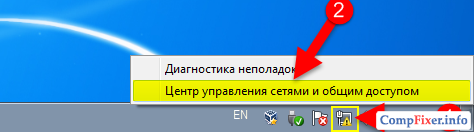 2
Диагностика неполадок
Центр управления сетями и общим доступом
EN
CompFixer.info